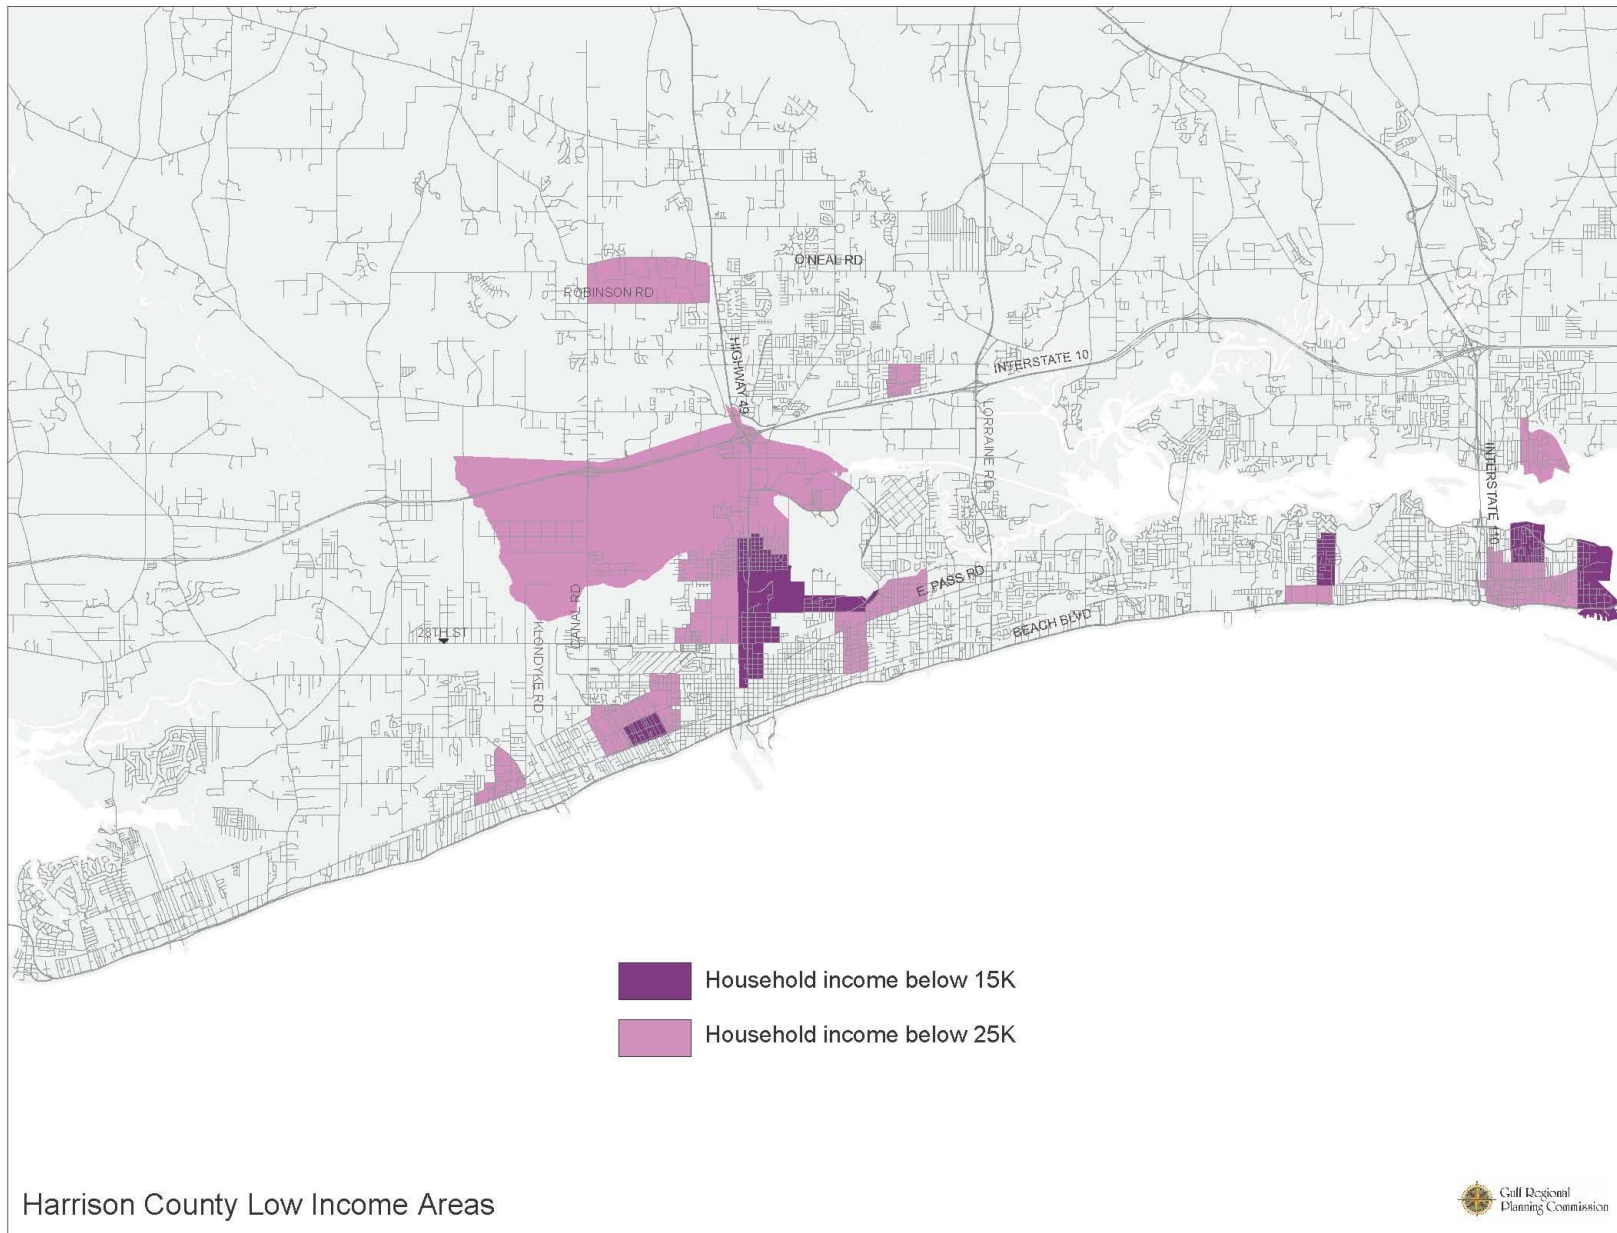 O'NEAL RD
ROBINSON RD
HIGHWAY 49
INTERSTATE 10
LORRAINE RD
INTERSTATE 110
E. PASS RD
CANAL RD
BEACH BLVD
28TH ST
KLONDYKE RD
Household income below 15K
Household income below 25K
Harrison County Low Income Areas
Gulf Regional
Planning Commission